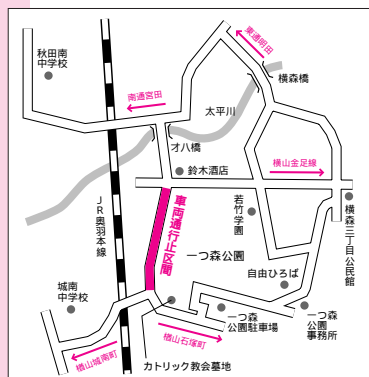 東通明田
秋田南
中学校
横森橋
南通宮田
太平川
オ八橋
鈴木酒店
横山金足線
JR奥羽本線
車両通行止区間
若竹学園
横森三丁目公民館
一つ森公園
自由ひろば
城南
中学校
一つ森
公園駐車場
一つ森
公園
事務所
楢山石塚町
楢山城南町
カトリック教会墓地